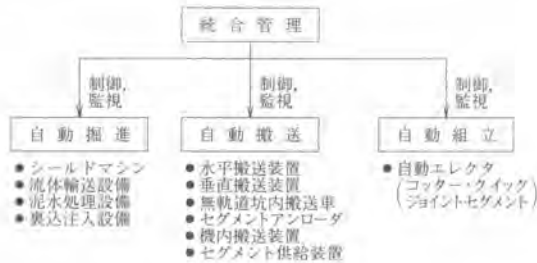 統合管理
制御,
監視
制御,
監視
制御,
監視
自動掘進
自動搬送
自動組立
●シールドマシン
●流体輸送設備
●泥水処理設備
●裏込注入設備
●水平搬送装置
●垂直搬送装置
●無軌道坑内搬送車
●セグメントアンローダ
●機内搬送装置
●セグメント供給装置
●自動エレクタ
(コッター・クイック
ジョイントセグメント)